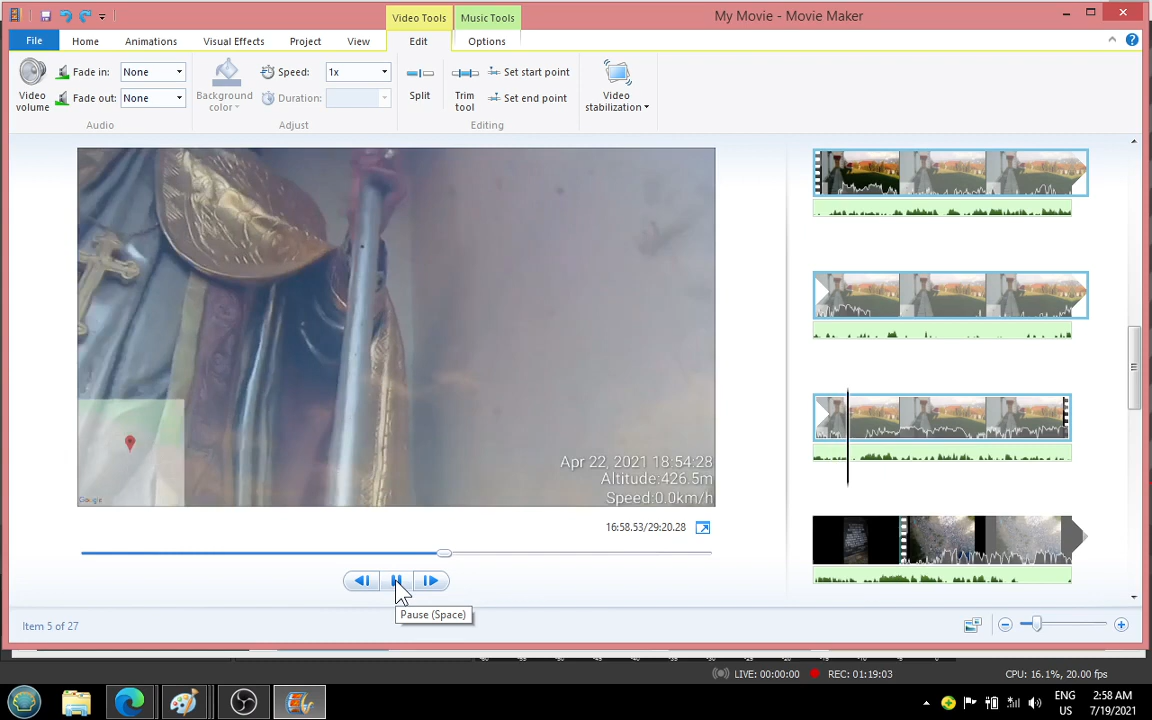 Video Tools
Music Tools
My Movie - Movie Maker
File
Home
Animations
Visual Effects
Project
View
Edit
Options
Video volume
Fade in:
None
Fade out:
None
Audio
Background color
Speed:
1x
Duration:
Adjust
Split
Trim tool
Set start point
Set end point
Editing
Video stabilization
Apr 22, 2021 18:54:28
Altitude:426.5m
Speed:0.0km/h
Google
16:58.53/29:20.28
Pause (Space)
Item 5 of 27
LIVE: 00:00:00
REC: 01:19:03
CPU: 16.1%, 20.00 fps
ENG
US
2:58 AM
7/19/2021